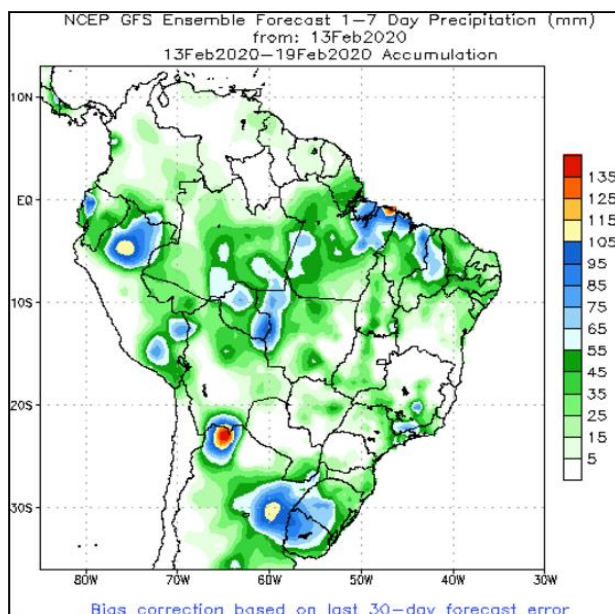 NCEP GFS Ensemble Forecast 1–7 Day Precipitation (mm)
from: 13Feb2020
13Feb2020–19Feb2020 Accumulation
10N
EQ
10S
20S
30S
80W
70W
60W
50W
40W
30W
135
125
115
105
95
85
75
65
55
45
35
25
15
5
Bias correction based on last 30–day forecast error